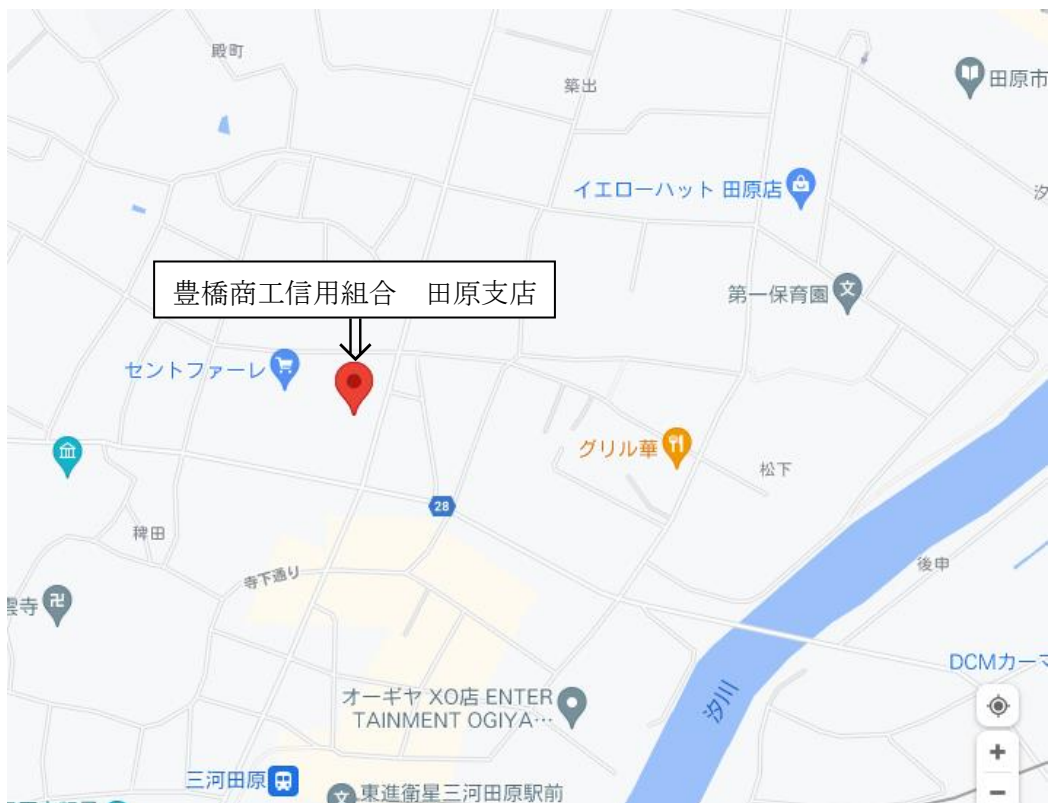 殿町
築出
田原市
イエローハット 田原店
汐
豊橋商工信用組合 田原支店
第一保育園
文
セントファーレ
グリル華
松下
28
稗田
後申
寺下通り
雲寺
卍
DCMカーマ
汐川
オーギヤ XO店 ENTER
TAINMENT OGIYA…
三河田原
文
東進衛星三河田原駅前